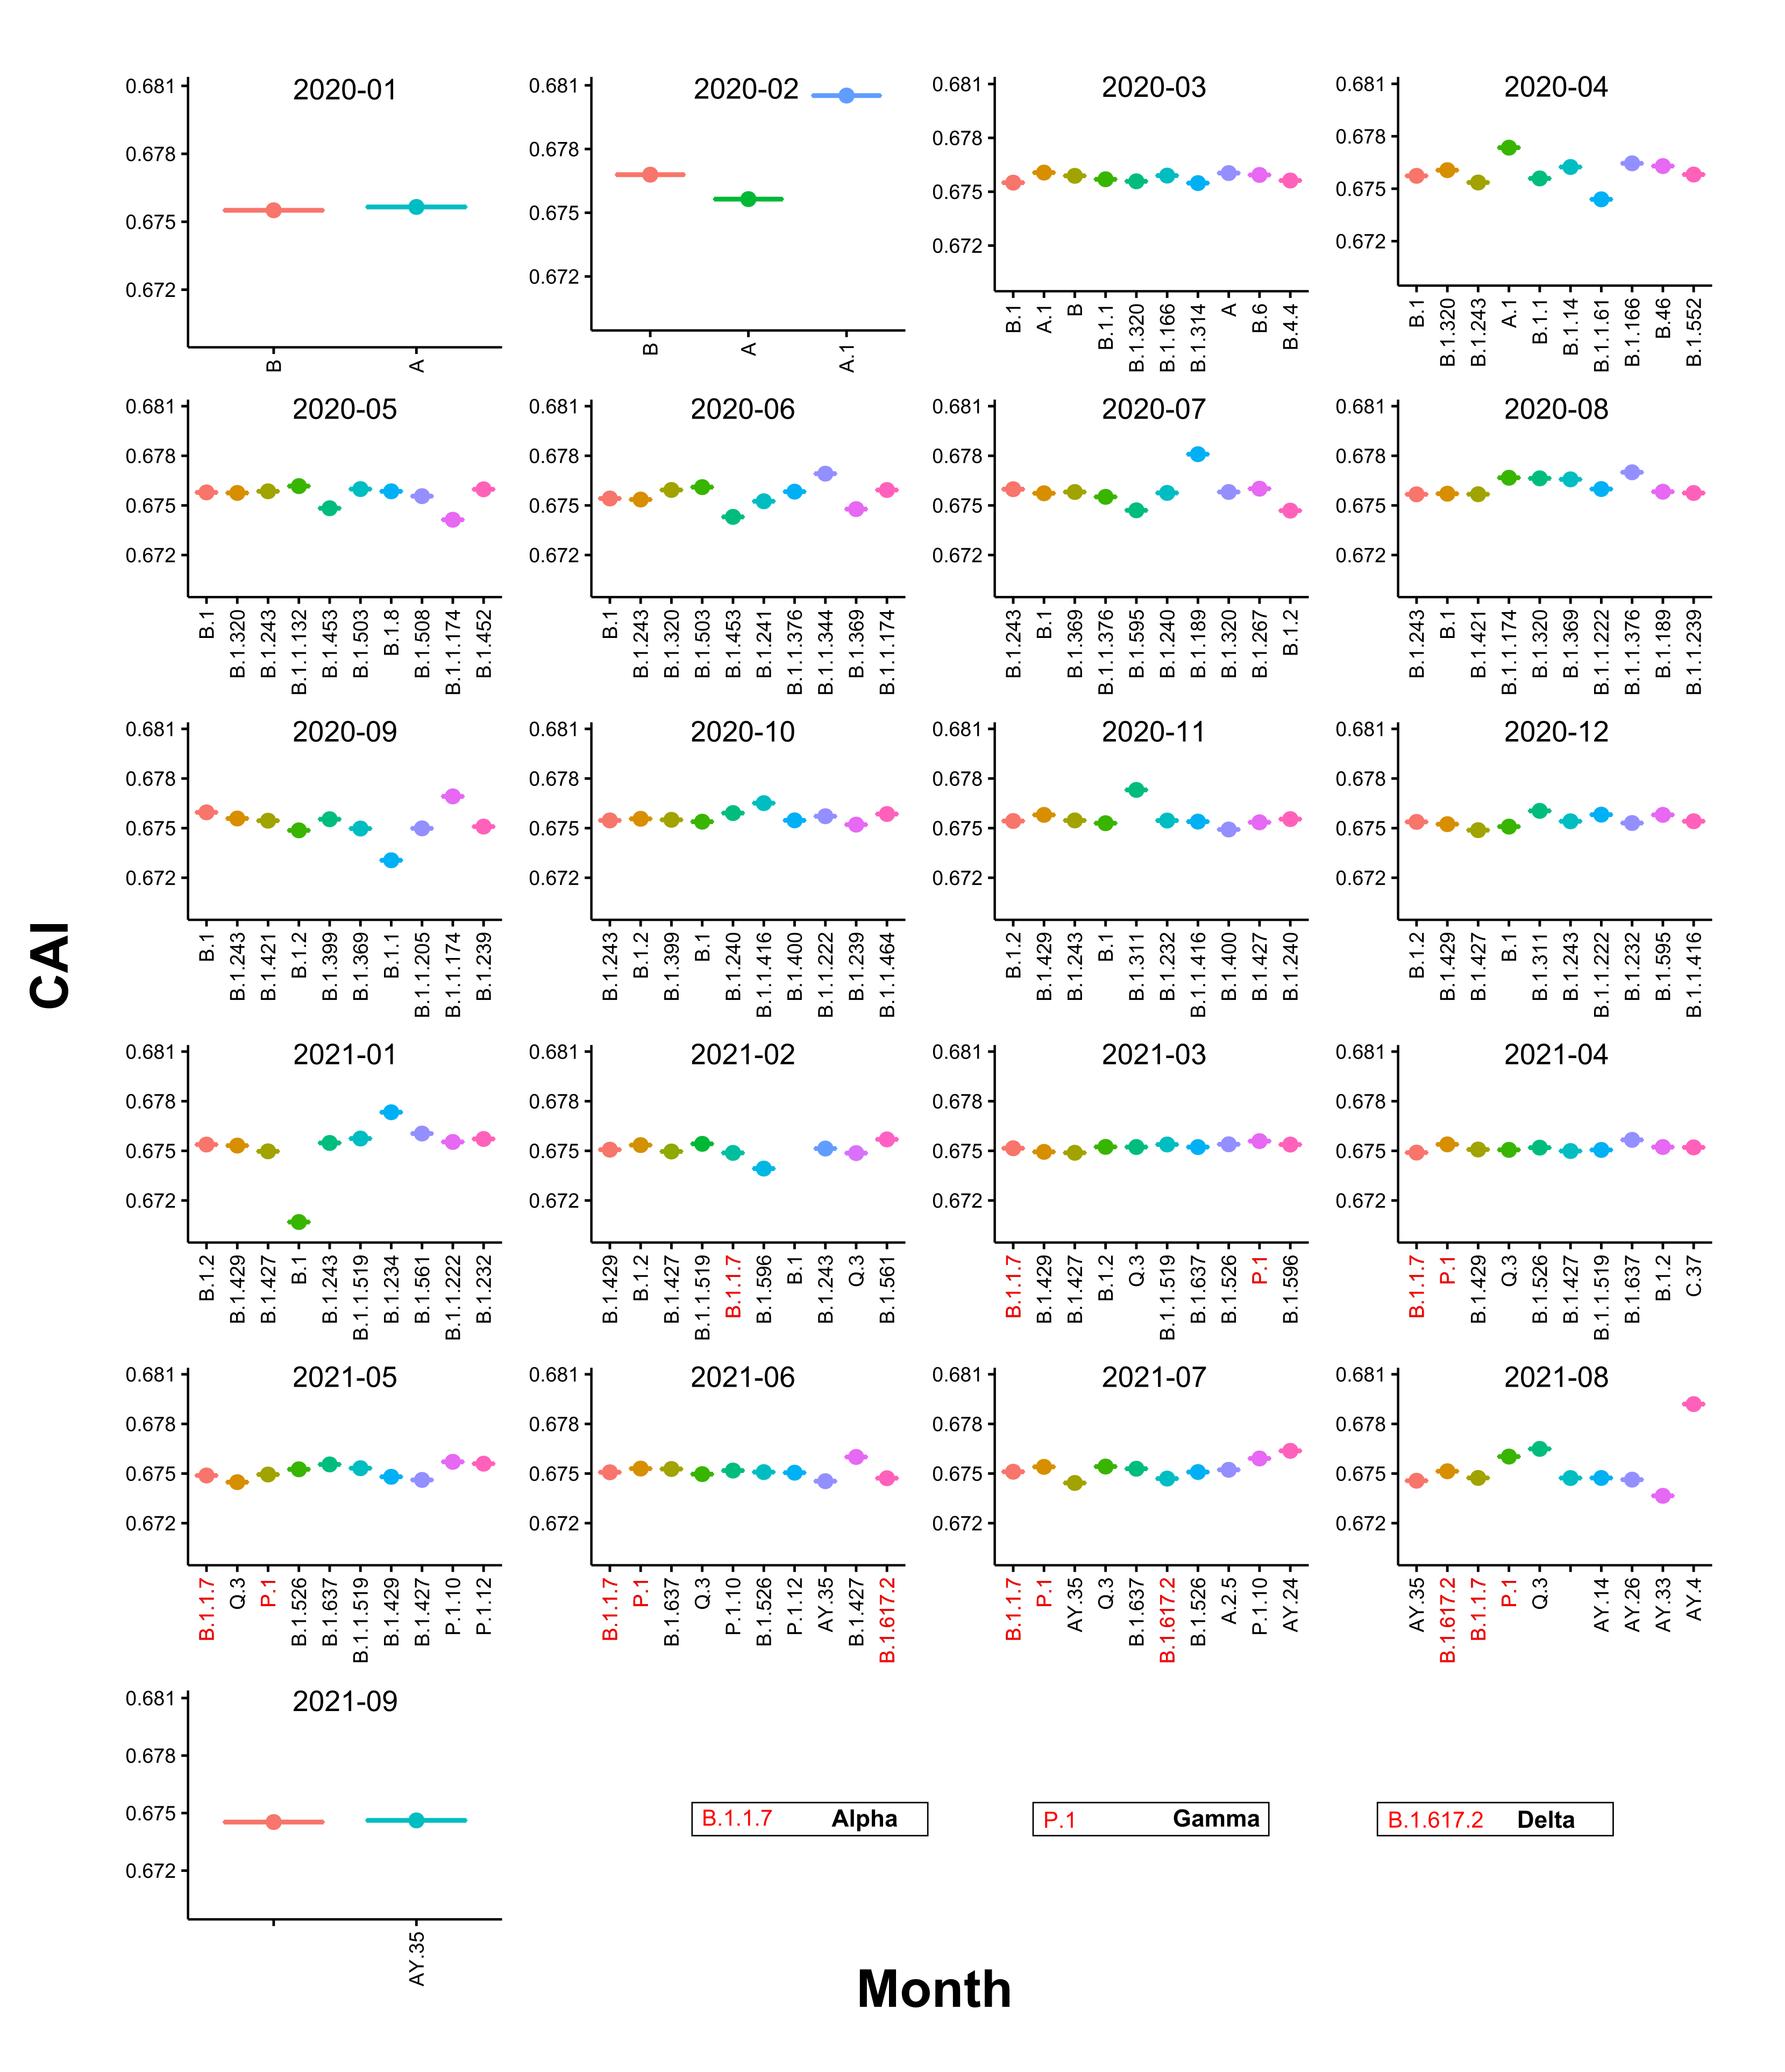 CAI
2020-01
0.681
0.678
0.675
0.672
B
A
2020-02
0.681
0.678
0.675
0.672
B
A
A.1
2020-03
0.681
0.678
0.675
0.672
B.1
A.1
B
B.1.1
B.1.320
B.1.166
B.1.314
A
B.6
B.4.4
2020-04
0.681
0.678
0.675
0.672
B.1
B.1.320
B.1.243
A.1
B.1.1
B.1.14
B.1.1.61
B.1.166
B.46
B.1.552
2020-05
0.681
0.678
0.675
0.672
B.1
B.1.320
B.1.243
B.1.1.132
B.1.453
B.1.503
B.1.8
B.1.508
B.1.1.174
B.1.452
2020-06
0.681
0.678
0.675
0.672
B.1
B.1.243
B.1.320
B.1.503
B.1.453
B.1.241
B.1.1.376
B.1.1.344
B.1.369
B.1.1.174
2020-07
0.681
0.678
0.675
0.672
B.1.243
B.1
B.1.369
B.1.1.376
B.1.595
B.1.240
B.1.189
B.1.320
B.1.267
B.1.2
2020-08
0.681
0.678
0.675
0.672
B.1.243
B.1
B.1.421
B.1.1.174
B.1.320
B.1.369
B.1.1.222
B.1.1.376
B.1.189
B.1.1.239
2020-09
0.681
0.678
0.675
0.672
B.1
B.1.243
B.1.421
B.1.2
B.1.399
B.1.369
B.1.1
B.1.1.205
B.1.1.174
B.1.239
2020-10
0.681
0.678
0.675
0.672
B.1.243
B.1.2
B.1.399
B.1
B.1.240
B.1.1.416
B.1.400
B.1.1.222
B.1.239
B.1.1.464
2020-11
0.681
0.678
0.675
0.672
B.1.2
B.1.429
B.1.243
B.1
B.1.311
B.1.232
B.1.1.416
B.1.400
B.1.427
B.1.240
2020-12
0.681
0.678
0.675
0.672
B.1.2
B.1.429
B.1.427
B.1
B.1.311
B.1.243
B.1.1.222
B.1.232
B.1.595
B.1.1.416
2021-01
0.681
0.678
0.675
0.672
B.1.2
B.1.429
B.1.427
B.1
B.1.243
B.1.1.519
B.1.234
B.1.561
B.1.1.222
B.1.232
2021-02
0.681
0.678
0.675
0.672
B.1.429
B.1.2
B.1.427
B.1.1.519
B.1.1.7
B.1.596
B.1
B.1.243
Q.3
B.1.561
2021-03
0.681
0.678
0.675
0.672
B.1.1.7
B.1.429
B.1.427
B.1.2
Q.3
B.1.1.519
B.1.637
B.1.526
P.1
B.1.596
2021-04
0.681
0.678
0.675
0.672
B.1.1.7
P.1
B.1.429
Q.3
B.1.526
B.1.427
B.1.1.519
B.1.637
B.1.2
C.37
2021-05
0.681
0.678
0.675
0.672
B.1.1.7
Q.3
P.1
B.1.526
B.1.637
B.1.1.519
B.1.429
B.1.427
P.1.10
P.1.12
2021-06
0.681
0.678
0.675
0.672
B.1.1.7
P.1
B.1.637
Q.3
P.1.10
B.1.526
P.1.12
AY.35
B.1.427
B.1.617.2
2021-07
0.681
0.678
0.675
0.672
B.1.1.7
P.1
AY.35
Q.3
B.1.637
B.1.617.2
B.1.526
A.2.5
P.1.10
AY.24
2021-08
0.681
0.678
0.675
0.672
AY.35
B.1.617.2
B.1.1.7
P.1
Q.3
AY.14
AY.26
AY.33
AY.4
2021-09
0.681
0.678
0.675
0.672
AY.35
B.1.1.7 Alpha
P.1 Gamma
B.1.617.2 Delta
Month